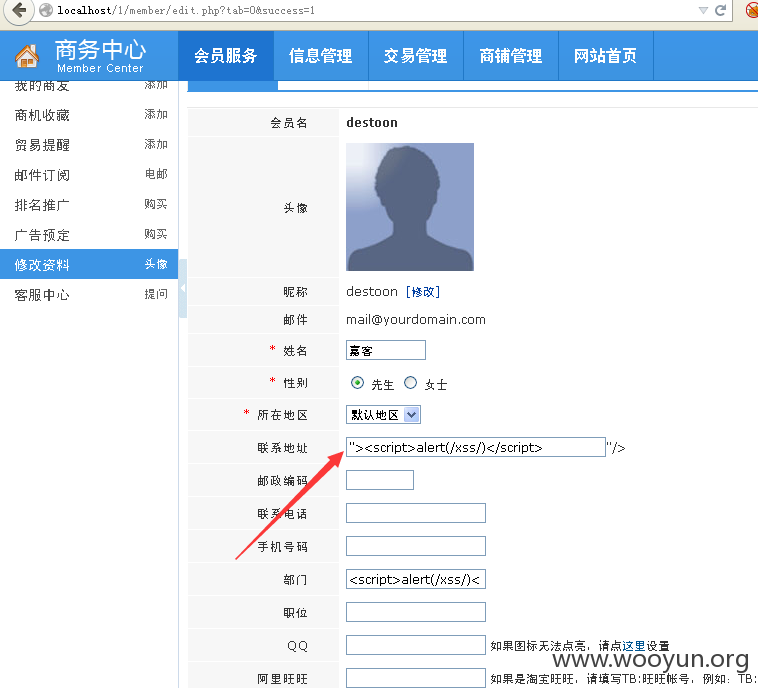 localhost/1/member/edit.php?tab=0&success=1
商务中心 会员服务 信息管理 交易管理 商铺管理 网站首页
Member Center
我的商友 添加
商机收藏 添加
贸易提醒 添加
邮件订阅 电邮
排名推广 购买
广告预定 购买
修改资料 头像
客服中心 提问
会员名 destoon
头像
昵称 destoon [修改]
邮件 mail@yourdomain.com
* 姓名 嘉客
* 性别 先生 女士
* 所在地区 默认地区
联系地址 "><script>alert(/xss/)</script> "/>
邮政编码
联系电话
手机号码
部门 <script>alert(/xss/)<
职位
QQ 如果图标无法点亮，请点这里设置
阿里旺旺 如果是淘宝旺旺，请填写TB:旺旺帐号，例如：TB:
www.wooyun.org